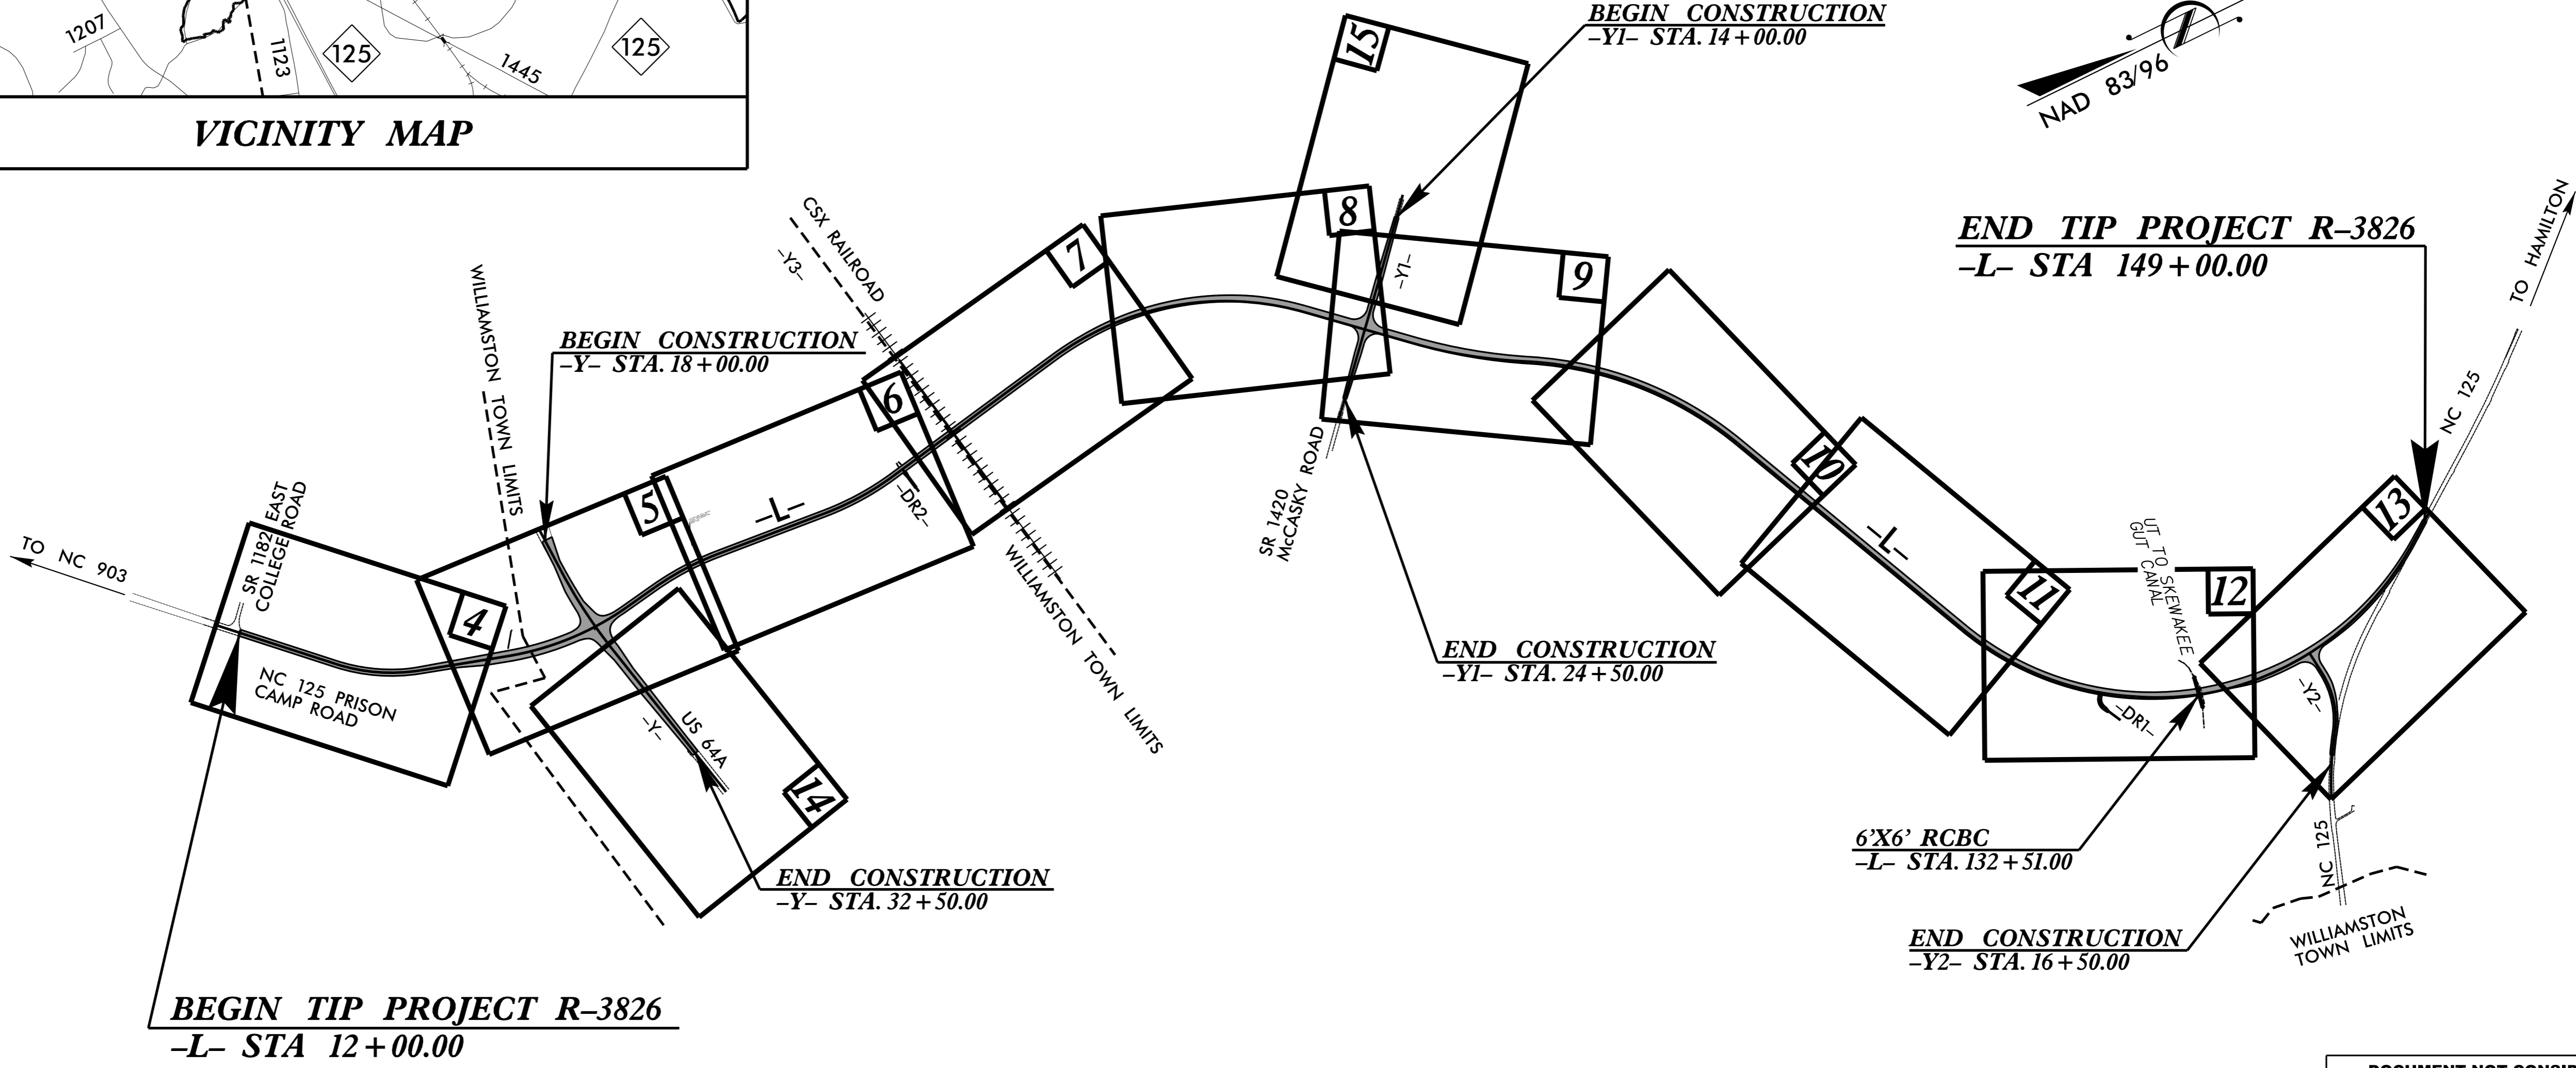 1207
1123
125
1445
125
VICINITY MAP
BEGIN CONSTRUCTION
–Y1– STA. 14+00.00
NAD 83/96
15
8
9
–Y1–
END TIP PROJECT R–3826
–L– STA 149+00.00
TO HAMILTON
NC 125
CSX RAILROAD
–Y3–
7
WILLIAMSTON TOWN LIMITS
BEGIN CONSTRUCTION
–Y– STA. 18+00.00
6
5
–L–
–DR2–
SR 1420
McCASKY ROAD
10
–L–
13
SR 1182 EAST
COLLEGE ROAD
TO NC 903
4
NC 125 PRISON
CAMP ROAD
WILLIAMSTON TOWN LIMITS
11
UT TO SKEWAKEE
GUT CANAL
12
END CONSTRUCTION
–Y1– STA. 24+50.00
–Y–
US 64A
14
–DR1–
–Y2–
6'X6' RCBC
–L– STA. 132+51.00
NC 125
END CONSTRUCTION
–Y– STA. 32+50.00
END CONSTRUCTION
–Y2– STA. 16+50.00
WILLIAMSTON
TOWN LIMITS
BEGIN TIP PROJECT R–3826
–L– STA 12+00.00